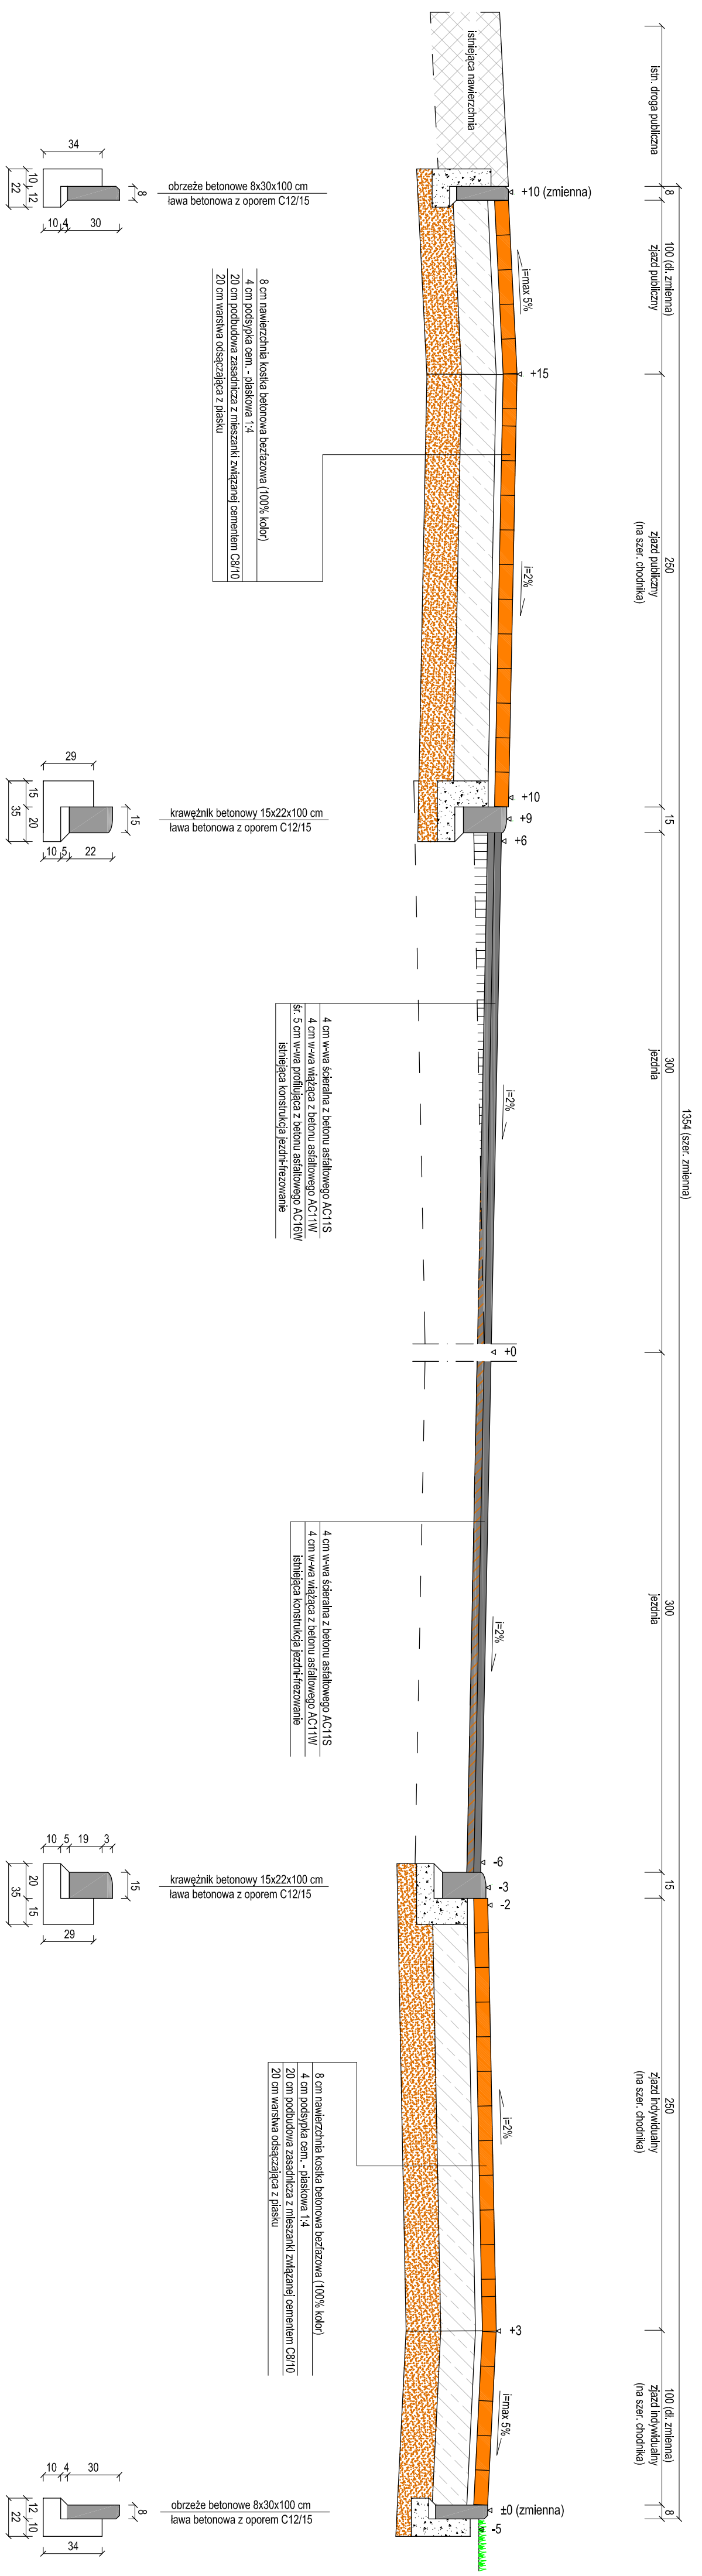 istn. droga publiczna
8
100 (dł. zmienna)
zjazd publiczny
250
zjazd publiczny
(na szer. chodnika)
15
300
jezdnia
1354 (szer. zmienna)
300
jezdnia
15
250
zjazd indywidualny
(na szer. chodnika)
100 (dł. zmienna)
zjazd indywidualny
(na szer. chodnika)
8
istniejąca nawierzchnia
+10 (zmienna)
i=max 5%
+15
i=2%
+10
+9
+6
i=2%
+0
i=2%
-6
-3
-2
i=2%
+3
i=max 5%
±0 (zmienna)
-5
8 cm nawierzchnia kostka betonowa bezfazowa (100% kolor)
4 cm podsypka cem. - piaskowa 1:4
20 cm podbudowa zasadnicza z mieszanki związanej cementem C8/10
20 cm warstwa odsączająca z piasku
4 cm w-wa ścieralna z betonu asfaltowego AC11S
4 cm w-wa wiążąca z betonu asfaltowego AC11W
śr. 5 cm w-wa profilująca z betonu asfaltowego AC16W
istniejąca konstrukcja jezdni-frezowanie
4 cm w-wa ścieralna z betonu asfaltowego AC11S
4 cm w-wa wiążąca z betonu asfaltowego AC11W
istniejąca konstrukcja jezdni-frezowanie
8 cm nawierzchnia kostka betonowa bezfazowa (100% kolor)
4 cm podsypka cem. - piaskowa 1:4
20 cm podbudowa zasadnicza z mieszanki związanej cementem C8/10
20 cm warstwa odsączająca z piasku
34
10
12
22
8
10
4
30
obrzeże betonowe 8x30x100 cm
ława betonowa z oporem C12/15
29
15
20
35
15
10
5
22
krawężnik betonowy 15x22x100 cm
ława betonowa z oporem C12/15
10
5
19
3
20
15
35
15
29
krawężnik betonowy 15x22x100 cm
ława betonowa z oporem C12/15
10
4
30
12
10
22
8
34
obrzeże betonowe 8x30x100 cm
ława betonowa z oporem C12/15